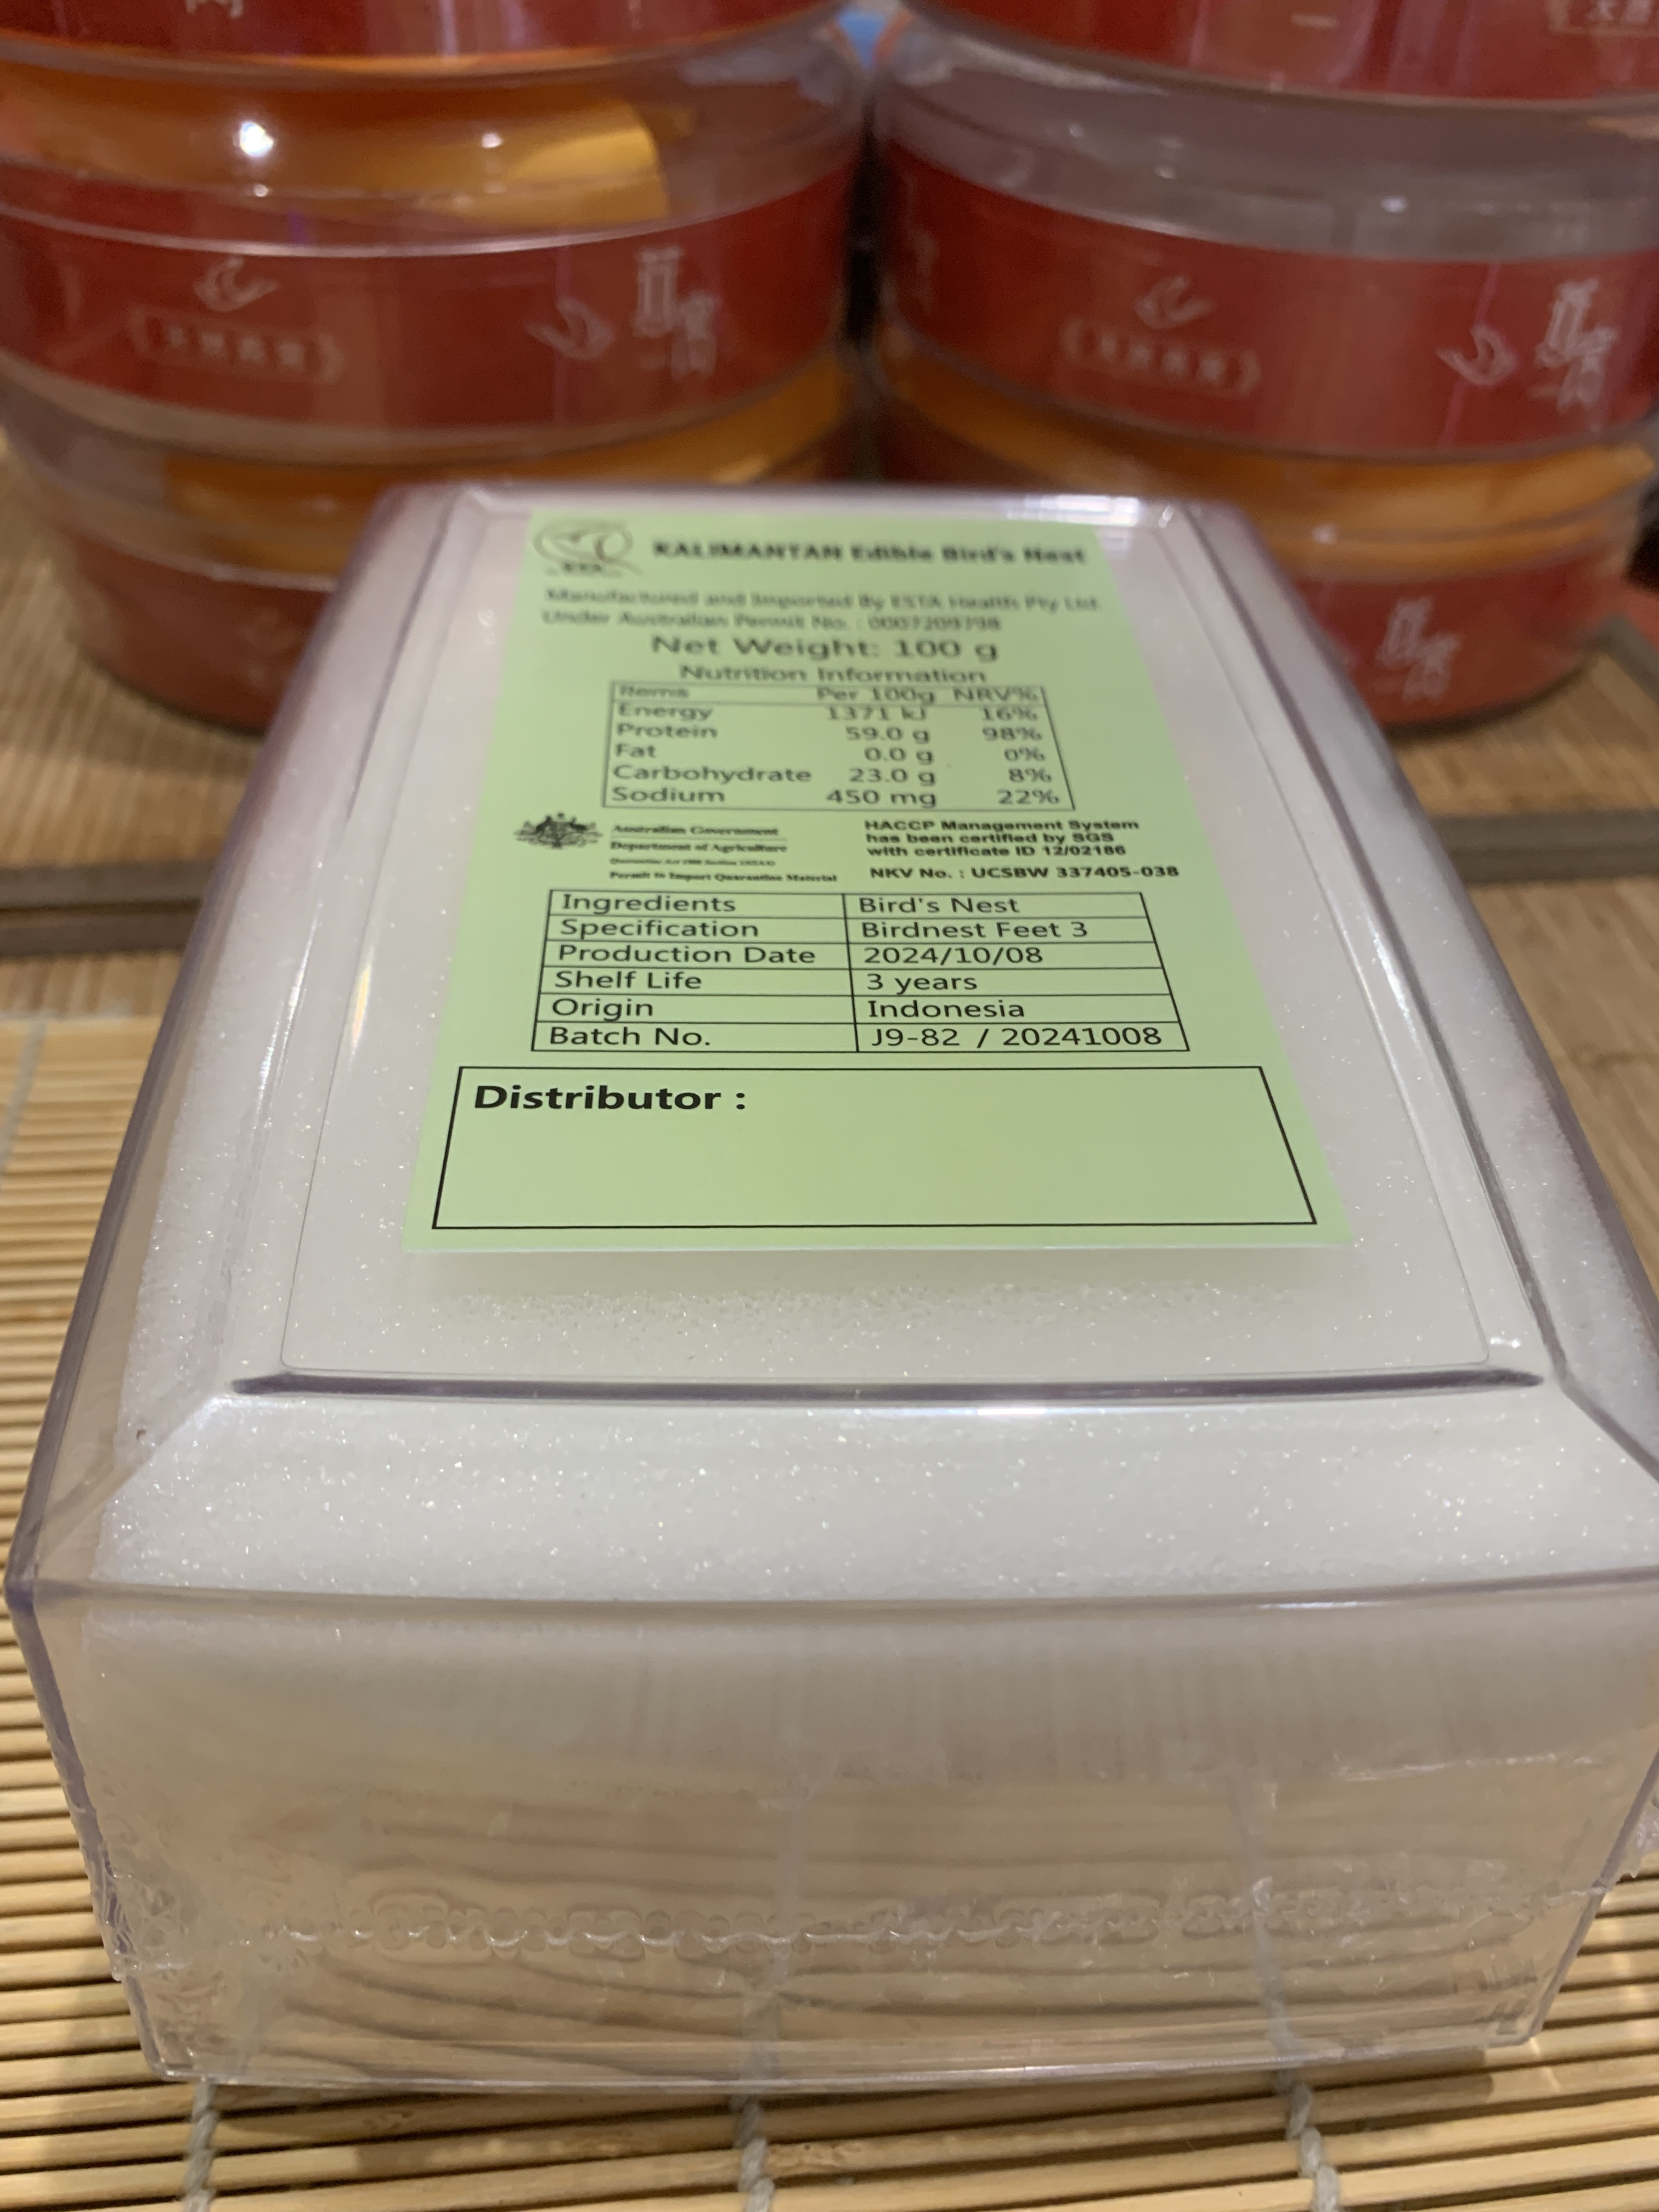 KALIMANTAN Edible Bird's Nest
Manufactured and Imported By ESTA Health Pty Ltd.
Under Australian Permit No. : 0007209798
Net Weight: 100 g
Nutrition Information
Items Per 100g NRV%
Energy 1371 kJ 16%
Protein 59.0 g 98%
Fat 0.0 g 0%
Carbohydrate 23.0 g 8%
Sodium 450 mg 22%
Australian Government
Department of Agriculture
Permit to Import Quarantine Material
HACCP Management System
has been certified by SGS
with certificate ID 12/02186
NKV No. : UCSBW 337405-038
Ingredients Bird's Nest
Specification Birdnest Feet 3
Production Date 2024/10/08
Shelf Life 3 years
Origin Indonesia
Batch No. J9-82 / 20241008
Distributor :